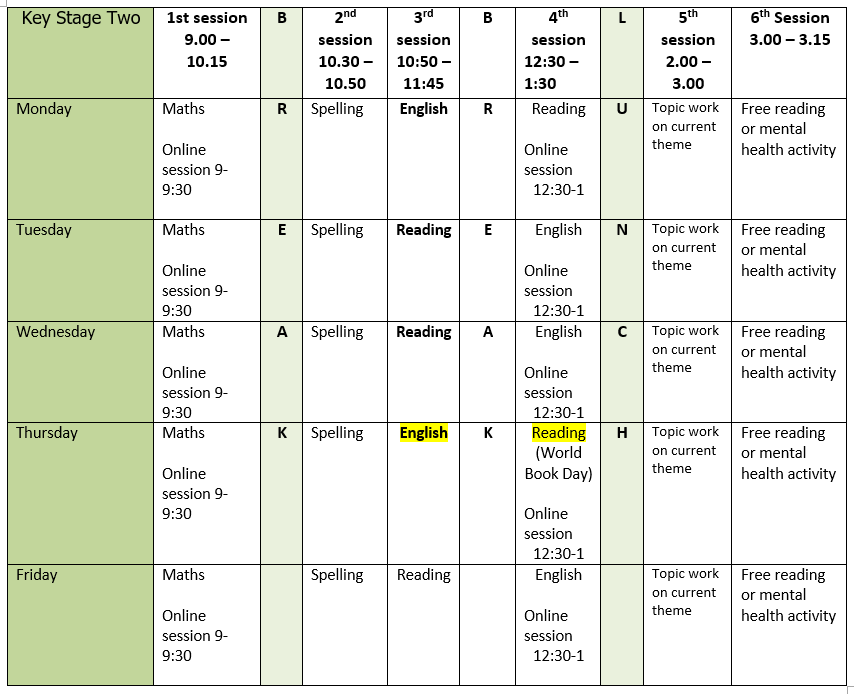 Key Stage Two
1st session
9.00 –
10.15
B
2nd
session
10.30 –
10.50
3rd
session
10:50 –
11:45
B
4th
session
12:30 –
1:30
L
5th
session
2.00 –
3.00
6th Session
3.00 – 3.15
Monday
Maths
Online
session 9-
9:30
R
Spelling
English
R
Reading
Online
session
12:30-1
U
Topic work
on current
theme
Free reading
or mental
health activity
Tuesday
Maths
Online
session 9-
9:30
E
Spelling
Reading
E
English
Online
session
12:30-1
N
Topic work
on current
theme
Free reading
or mental
health activity
Wednesday
Maths
Online
session 9-
9:30
A
Spelling
Reading
A
English
Online
session
12:30-1
C
Topic work
on current
theme
Free reading
or mental
health activity
Thursday
Maths
Online
session 9-
9:30
K
Spelling
English
K
Reading
(World
Book Day)
Online
session
12:30-1
H
Topic work
on current
theme
Free reading
or mental
health activity
Friday
Maths
Online
session 9-
9:30
Spelling
Reading
English
Online
session
12:30-1
Topic work
on current
theme
Free reading
or mental
health activity